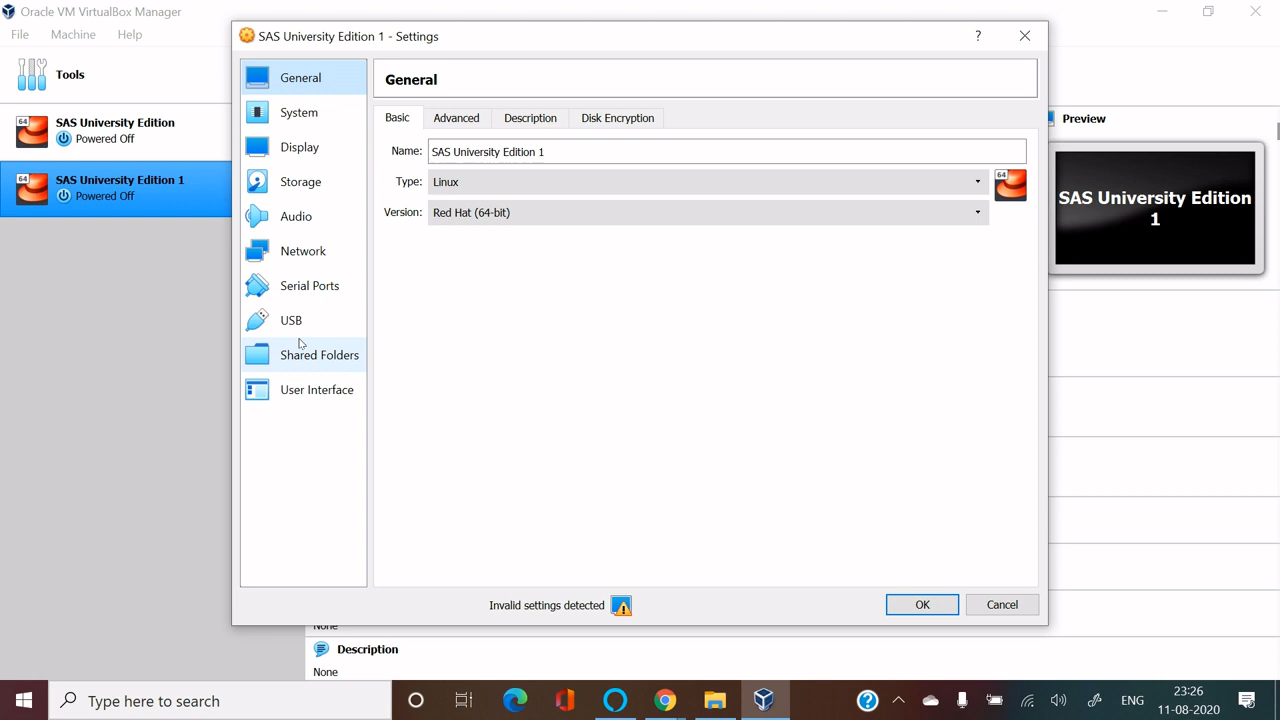 Oracle VM VirtualBox Manager
File Machine Help
Tools
64 SAS University Edition
Powered Off
64 SAS University Edition 1
Powered Off
SAS University Edition 1 - Settings
?
General
System
Display
Storage
Audio
Network
Serial Ports
USB
Shared Folders
User Interface
General
Basic Advanced Description Disk Encryption
Name: SAS University Edition 1
Type: Linux
64
Version: Red Hat (64-bit)
Invalid settings detected
OK Cancel
Preview
SAS University Edition
1
None
Description
None
Type here to search
ENG
23:26
11-08-2020